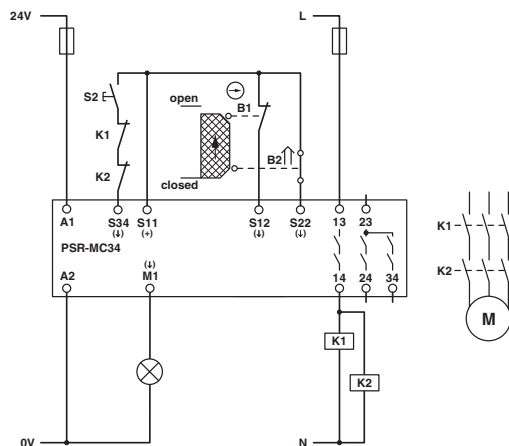 24V L
S2
open
B1
K1
B2
K2
closed
A1 S34 S11 S12 S22 13 23
(↓) (+) (↓) (↓)
PSR-MC34
(↓)
A2 M1 14 24 34
K1
K2
0V N
K1
K2
M